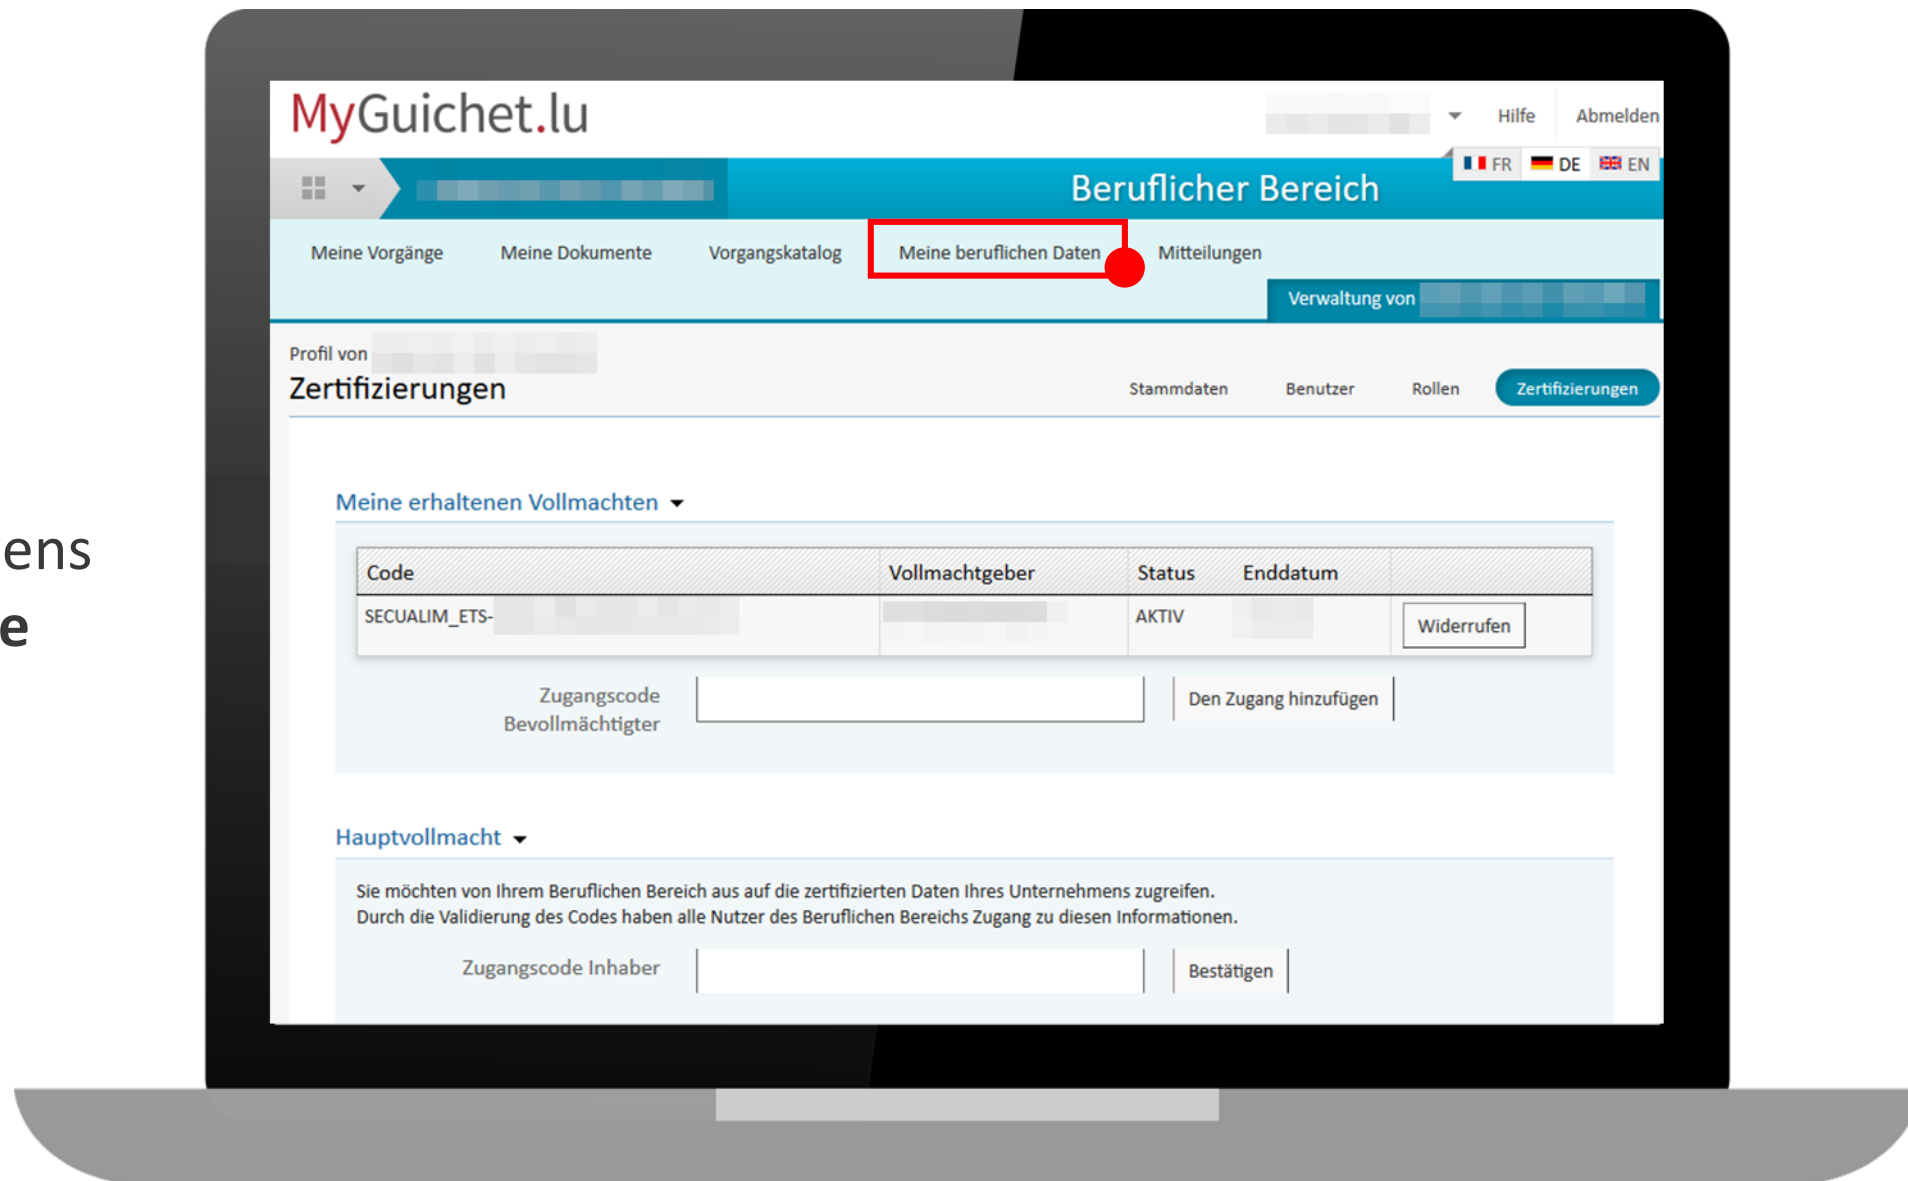 MyGuichet.lu
Hilfe Abmelden
FR DE EN
Beruflicher Bereich
Meine Vorgänge Meine Dokumente Vorgangskatalog Meine beruflichen Daten Mitteilungen
Verwaltung von
Profil von
Zertifizierungen
Stammdaten Benutzer Rollen Zertifizierungen
Meine erhaltenen Vollmachten
ens
e
Code Vollmachtgeber Status Enddatum
SECUALIM_ETS- AKTIV Widerrufen
Zugangscode
Bevollmächtigter
Den Zugang hinzufügen
Hauptvollmacht
Sie möchten von Ihrem Beruflichen Bereich aus auf die zertifizierten Daten Ihres Unternehmens zugreifen.
Durch die Validierung des Codes haben alle Nutzer des Beruflichen Bereichs Zugang zu diesen Informationen.
Zugangscode Inhaber Bestätigen